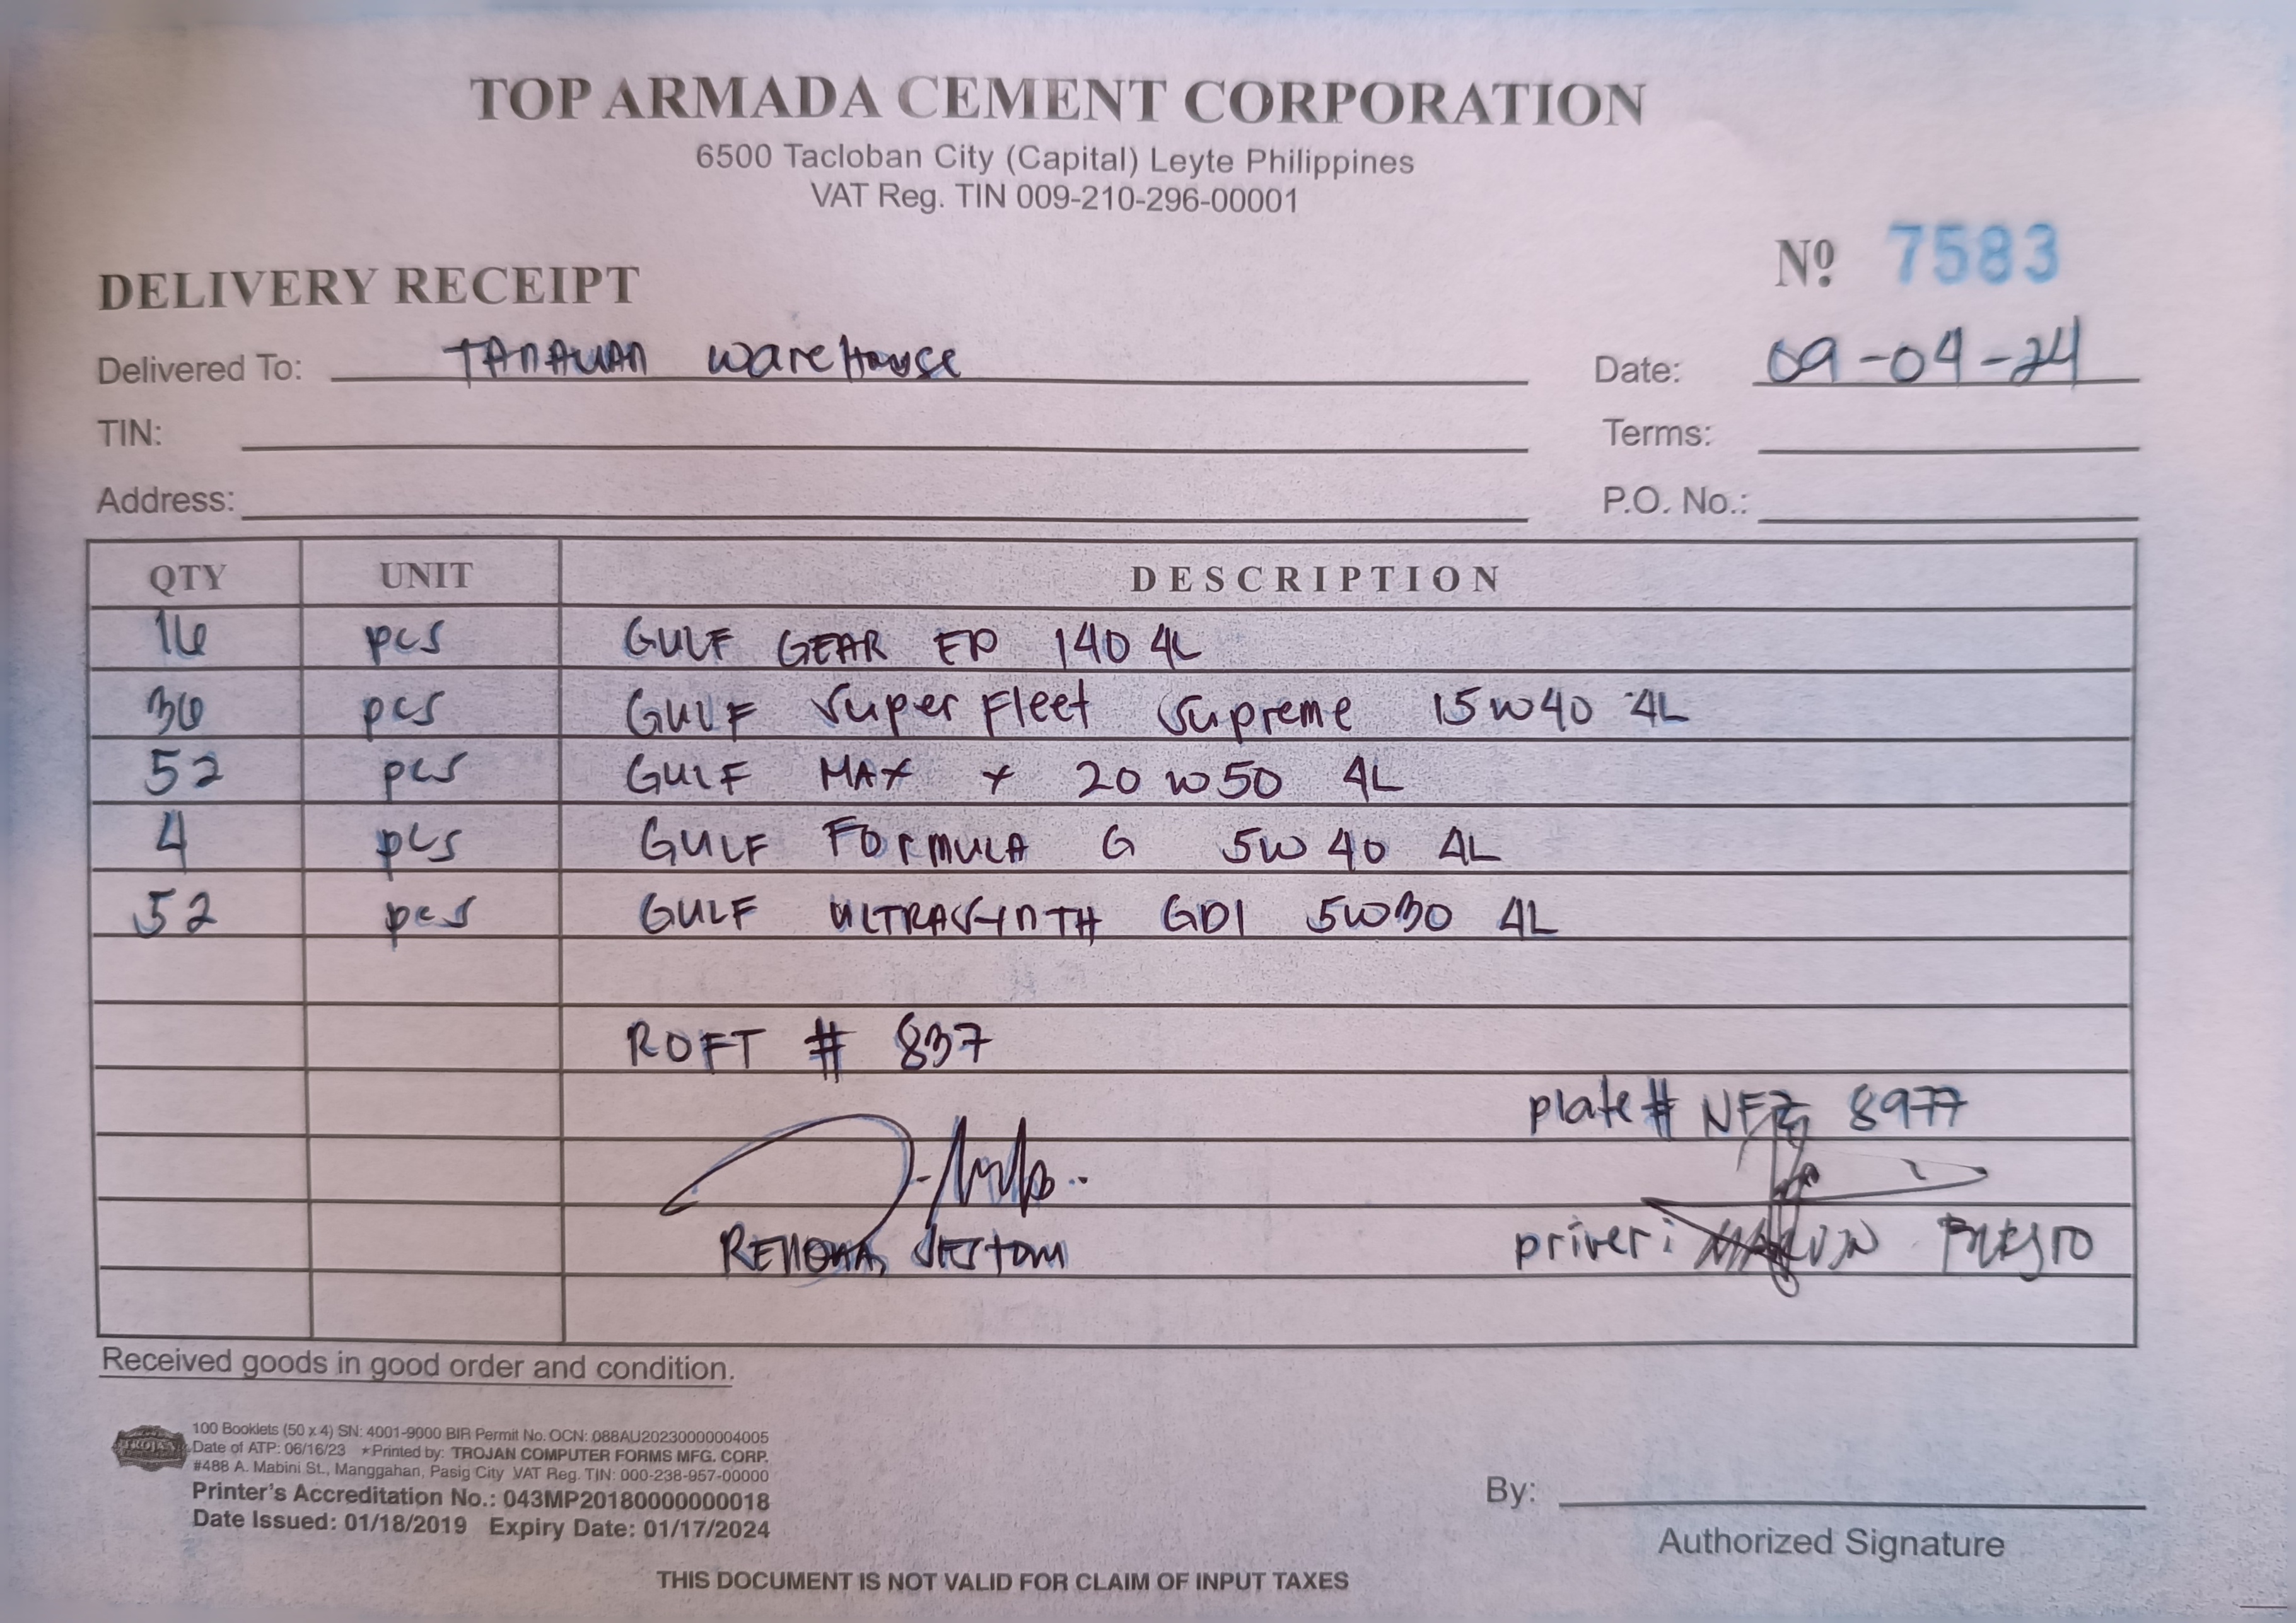 TOP ARMADA CEMENT CORPORATION
6500 Tacloban City (Capital) Leyte Philippines
VAT Reg. TIN 009-210-296-00001
Nº 7583
DELIVERY RECEIPT
Delivered To: TANAUAN warehouse Date: 09-04-24
TIN: Terms:
Address: P.O. No.:
QTY UNIT DESCRIPTION
16 pcs GULF GEAR EP 140 4L
36 pcs GULF Super Fleet Supreme 15w40 4L
52 pcs GULF MAX + 20w50 4L
4 pcs GULF FORMULA G 5w40 4L
52 pcs GULF ULTRASYNTH GDI 5w30 4L
ROFT # 837
plate# NFZ 8977
Driver:
Received goods in good order and condition.
TROJAN
100 Booklets (50 x 4) SN: 4001-9000 BIR Permit No. OCN: 088AU20230000004005
Date of ATP: 06/16/23 ★Printed by: TROJAN COMPUTER FORMS MFG. CORP.
#488 A. Mabini St., Manggahan, Pasig City VAT Reg. TIN: 000-238-957-00000
Printer's Accreditation No.: 043MP20180000000018
Date Issued: 01/18/2019 Expiry Date: 01/17/2024
By:
Authorized Signature
THIS DOCUMENT IS NOT VALID FOR CLAIM OF INPUT TAXES